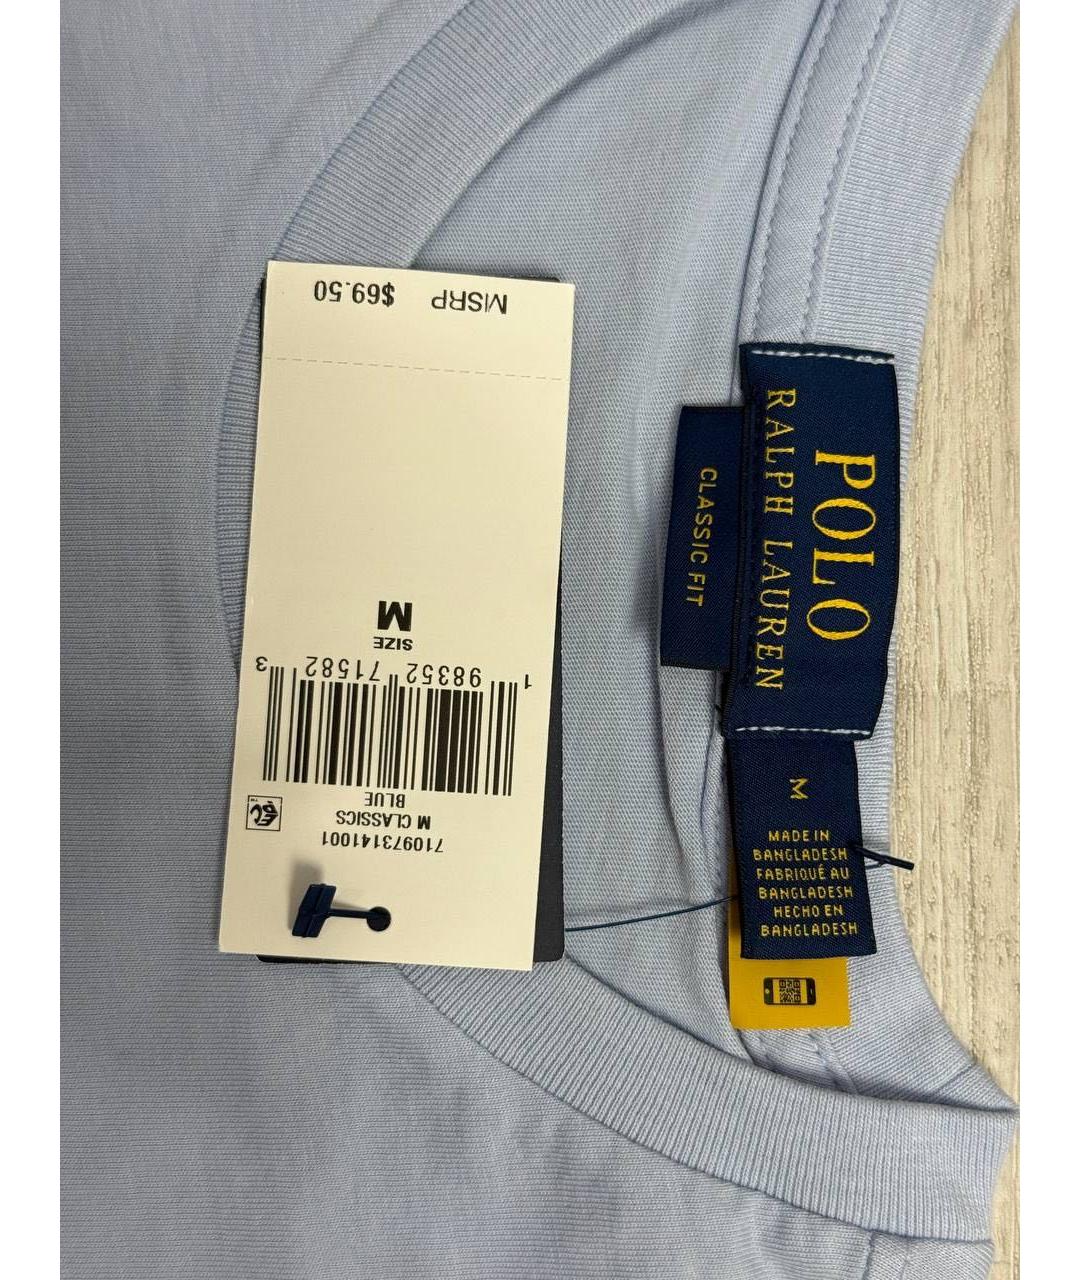 710973141001
M CLASSICS
BLUE
1 98352 71582 3
SIZE
M
MSRP $69.50
POLO
RALPH LAUREN
CLASSIC FIT
M
MADE IN
BANGLADESH
FABRIQUÉ AU
BANGLADESH
HECHO EN
BANGLADESH